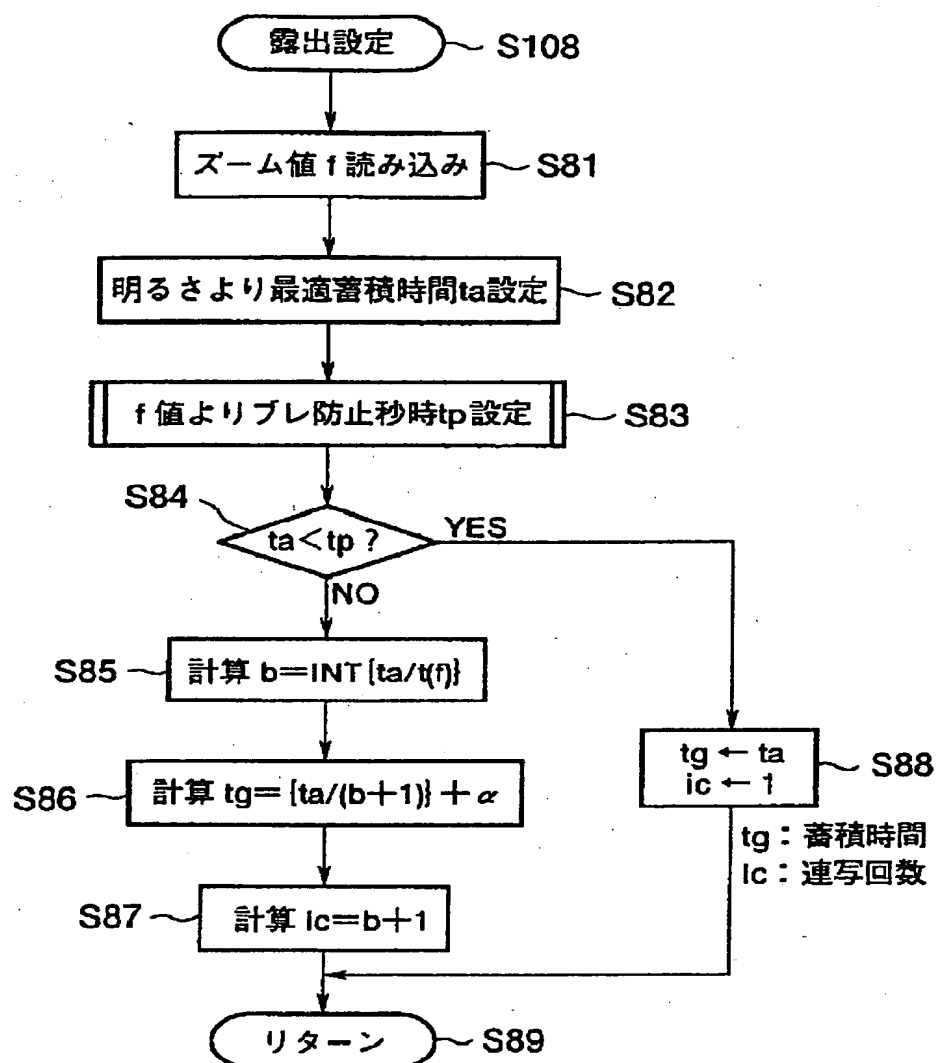 露出設定 S108
ズーム値 f 読み込み S81
明るさより最適蓄積時間ta設定 S82
f 値よりブレ防止秒時tp設定 S83
S84
ta<tp ? YES
NO
S85 計算 b=INT{ta/t(f)}
tg ← ta
ic ← 1 S88
S86 計算 tg={ta/(b+1)}+α
tg:蓄積時間
ic:連写回数
S87 計算 ic=b+1
リターン S89